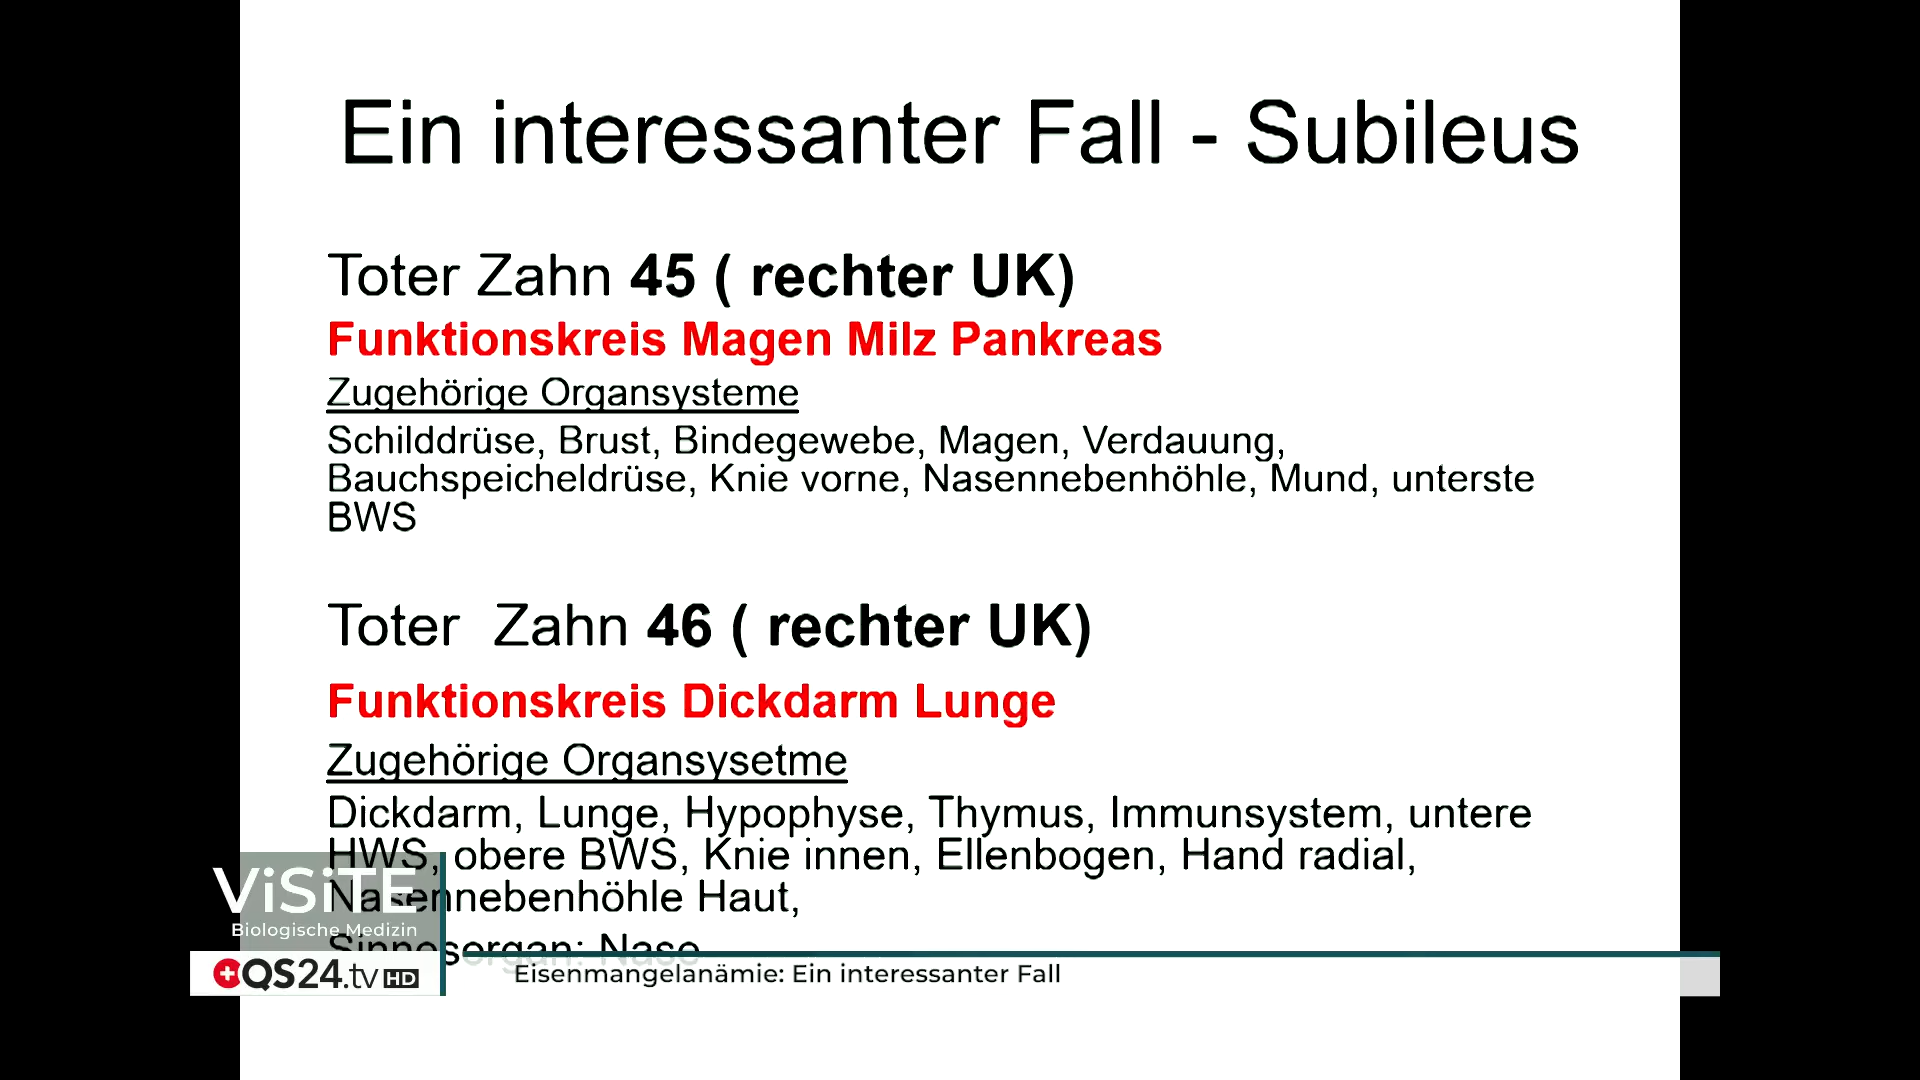 Ein interessanter Fall - Subileus
Toter Zahn 45 ( rechter UK)
Funktionskreis Magen Milz Pankreas
Zugehörige Organsysteme
Schilddrüse, Brust, Bindegewebe, Magen, Verdauung,
Bauchspeicheldrüse, Knie vorne, Nasennebenhöhle, Mund, unterste
BWS
Toter Zahn 46 ( rechter UK)
Funktionskreis Dickdarm Lunge
Zugehörige Organsysetme
Dickdarm, Lunge, Hypophyse, Thymus, Immunsystem, untere
HWS, obere BWS, Knie innen, Ellenbogen, Hand radial,
Nasennebenhöhle Haut,
Sinnesorgan: Nase
ViSiTE
Biologische Medizin
QS24.tv HD
Eisenmangelanämie: Ein interessanter Fall